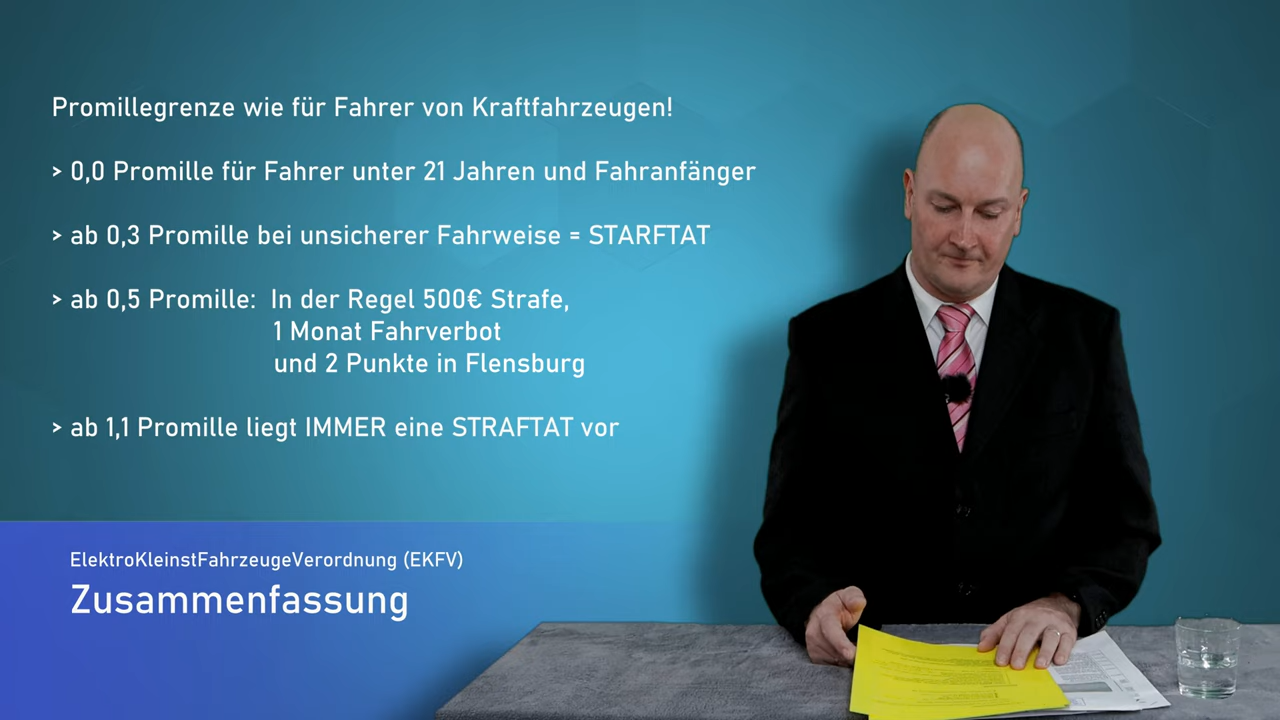 Promillegrenze wie für Fahrer von Kraftfahrzeugen!
> 0,0 Promille für Fahrer unter 21 Jahren und Fahranfänger
> ab 0,3 Promille bei unsicherer Fahrweise = STARFTAT
> ab 0,5 Promille: In der Regel 500€ Strafe,
1 Monat Fahrverbot
und 2 Punkte in Flensburg
> ab 1,1 Promille liegt IMMER eine STRAFTAT vor
ElektroKleinstFahrzeugeVerordnung (EKFV)
Zusammenfassung